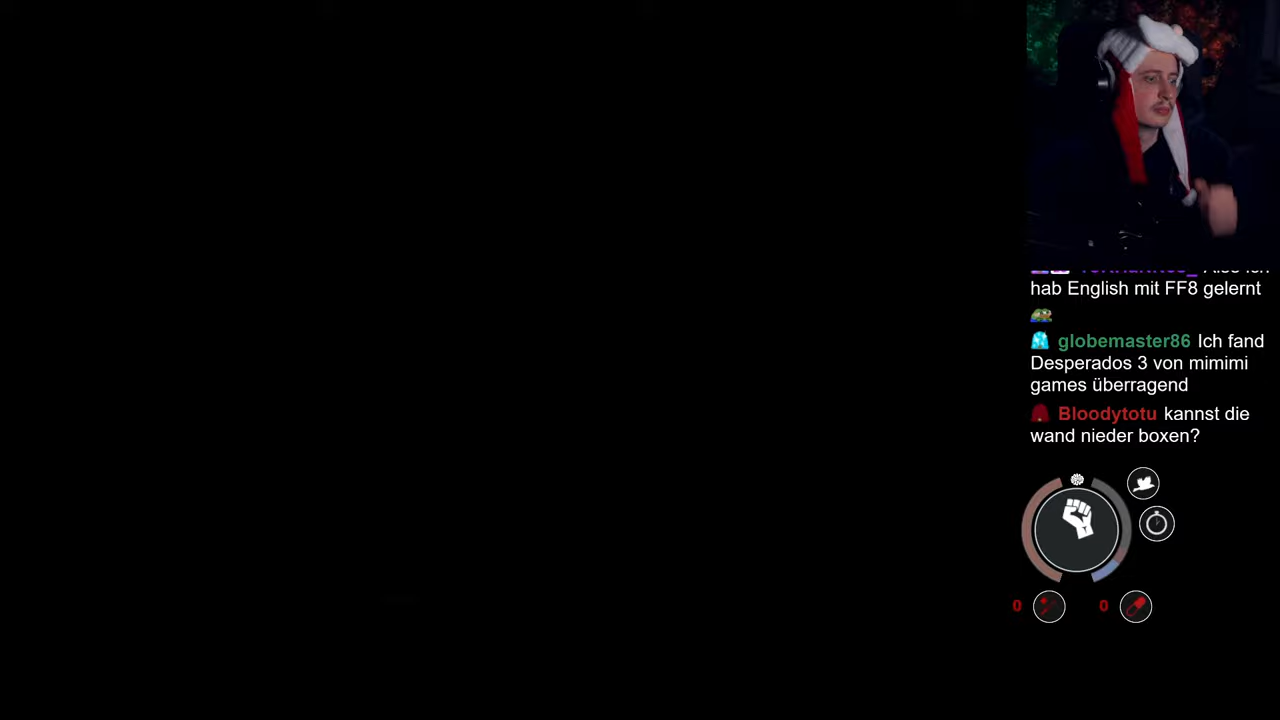 hab English mit FF8 gelernt
globemaster86 Ich fand
Desperados 3 von mimimi
games überragend
Bloodytotu kannst die
wand nieder boxen?
0
0